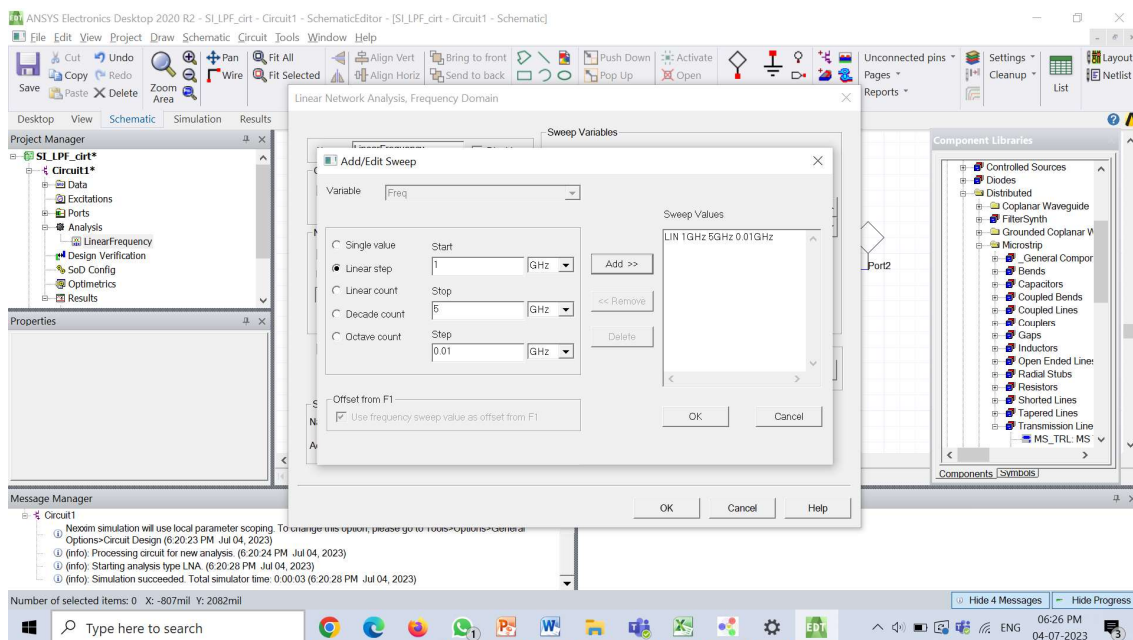 ANSYS Electronics Desktop 2020 R2 - SI_LPF_cirt - Circuit1 - SchematicEditor - [SI_LPF_cirt - Circuit1 - Schematic]
File Edit View Project Draw Schematic Circuit Tools Window Help
Save
Cut
Copy
Paste
Undo
Redo
Delete
Zoom Area
Pan
Wire
Fit All
Fit Selected
Align Vert
Align Horiz
Bring to front
Send to back
Push Down
Pop Up
Activate
Open
Unconnected pins
Pages
Reports
Settings
Cleanup
List
Layout
Netlist
Desktop View Schematic Simulation Results
Project Manager
SI_LPF_cirt*
Circuit1*
Data
Excitations
Ports
Analysis
LinearFrequency
Design Verification
SoD Config
Optimetrics
Results
Properties
Linear Network Analysis, Frequency Domain
Sweep Variables
Add/Edit Sweep
Variable
Freq
Single value
Linear step
Linear count
Decade count
Octave count
Start
1 GHz
Stop
5 GHz
Step
0.01 GHz
Add >>
<< Remove
Delete
Sweep Values
LIN 1GHz 5GHz 0.01GHz
Offset from F1
Use frequency sweep value as offset from F1
OK Cancel
OK Cancel Help
Port2
Component Libraries
Controlled Sources
Diodes
Distributed
Coplanar Waveguide
FilterSynth
Grounded Coplanar W
Microstrip
_General Compor
Bends
Capacitors
Coupled Bends
Coupled Lines
Couplers
Gaps
Inductors
Open Ended Lines
Radial Stubs
Resistors
Shorted Lines
Tapered Lines
Transmission Line
MS_TRL: MS
Components Symbols
Message Manager
Circuit1
Nexxim simulation will use local parameter scoping. To change this option, please go to Tools>Options>General
Options>Circuit Design (6:20:23 PM Jul 04, 2023)
(info): Processing circuit for new analysis. (6:20:24 PM Jul 04, 2023)
(info): Starting analysis type LNA. (6:20:28 PM Jul 04, 2023)
(info): Simulation succeeded. Total simulator time: 0:00:03 (6:20:28 PM Jul 04, 2023)
Number of selected items: 0 X: -807mil Y: 2082mil
Hide 4 Messages
Hide Progress
Type here to search
EDT
ENG
06:26 PM
04-07-2023
3